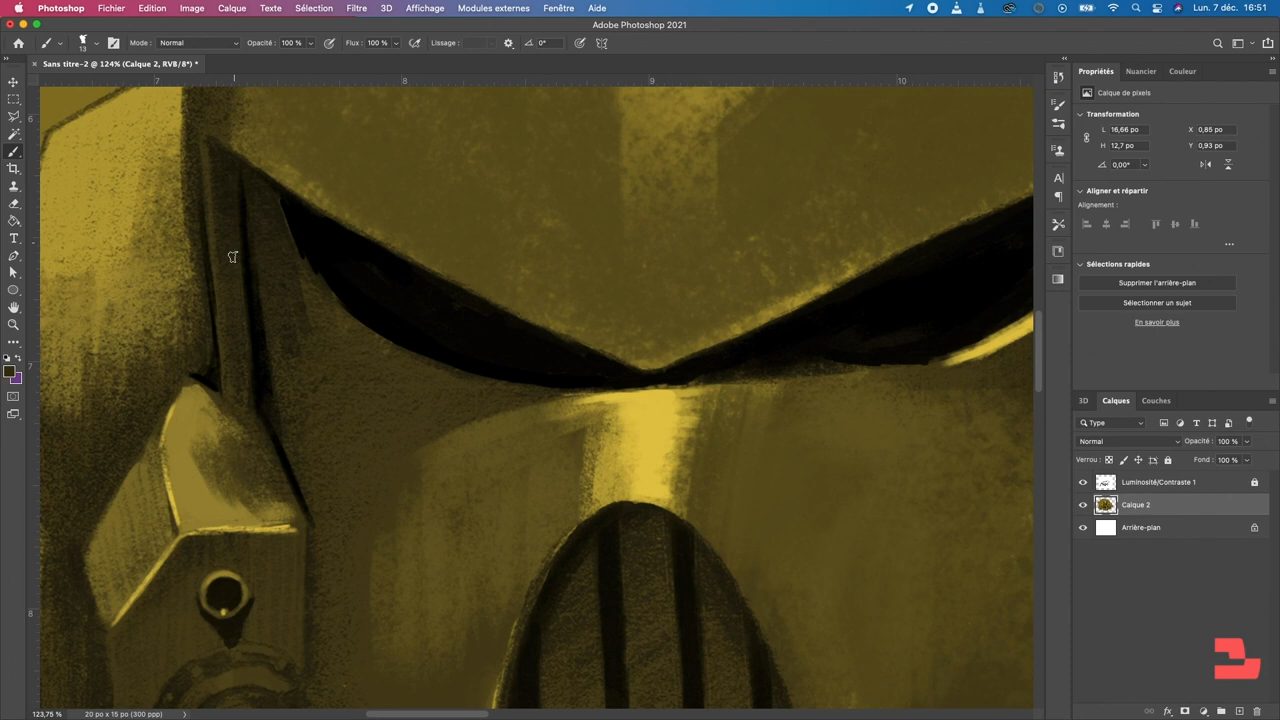 Photoshop Fichier Edition Image Calque Texte Sélection Filtre 3D Affichage Modules externes Fenêtre Aide Lun. 7 déc. 16:51
Adobe Photoshop 2021
13 Mode : Normal Opacité : 100 % Flux : 100 % Lissage : 0°
Sans titre-2 @ 124% (Calque 2, RVB/8*) *
7 8 9 10
6
7
8
Propriétés Nuancier Couleur
Calque de pixels
Transformation
L 16,66 po X 0,85 po
H 12,7 po Y 0,93 po
0,00°
Aligner et répartir
Alignement :
Sélections rapides
Supprimer l'arrière-plan
Sélectionner un sujet
En savoir plus
3D Calques Couches
Type
Normal Opacité : 100 %
Verrou : Fond : 100 %
Luminosité/Contraste 1
Calque 2
Arrière-plan
123,75 % 20 po x 15 po (300 ppp)